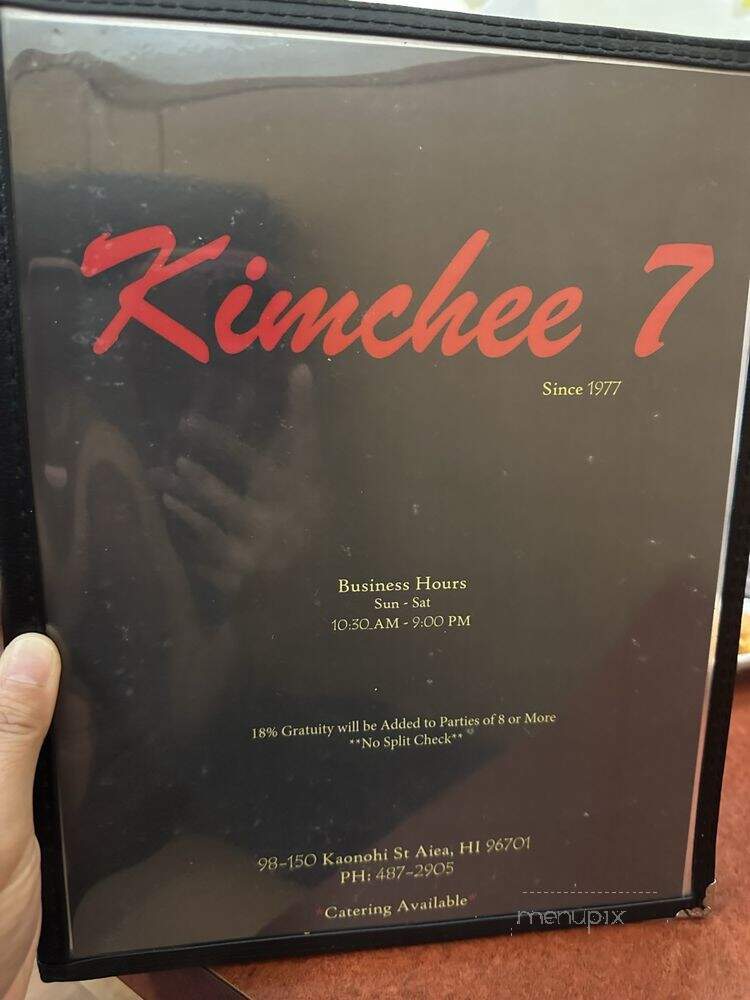 Kimchee 7
Since 1977
Business Hours
Sun - Sat
10:30 AM - 9:00 PM
18% Gratuity will be Added to Parties of 8 or More
**No Split Check**
98-150 Kaonohi St Aiea, HI 96701
PH: 487-2905
*Catering Available*
menupix